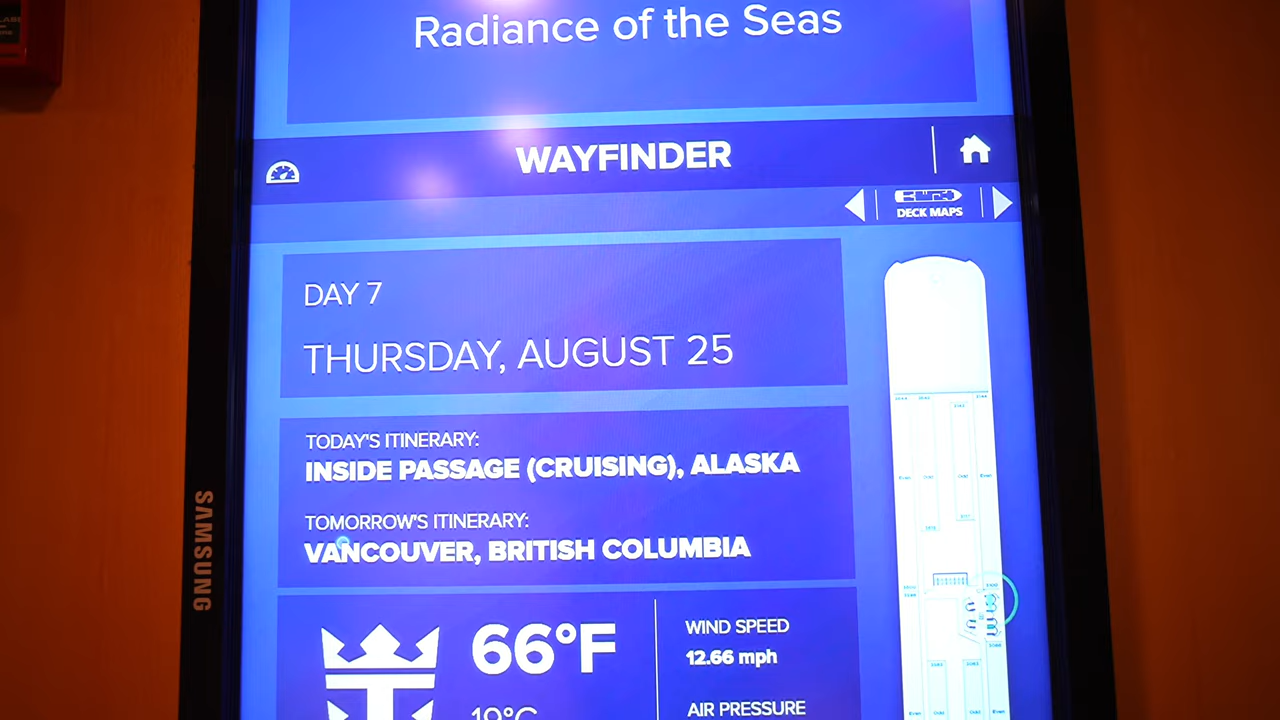 Radiance of the Seas
WAYFINDER
DECK MAPS
DAY 7
THURSDAY, AUGUST 25
TODAY'S ITINERARY:
INSIDE PASSAGE (CRUISING), ALASKA
TOMORROW'S ITINERARY:
VANCOUVER, BRITISH COLUMBIA
66°F
19°C
WIND SPEED
12.66 mph
AIR PRESSURE
SAMSUNG